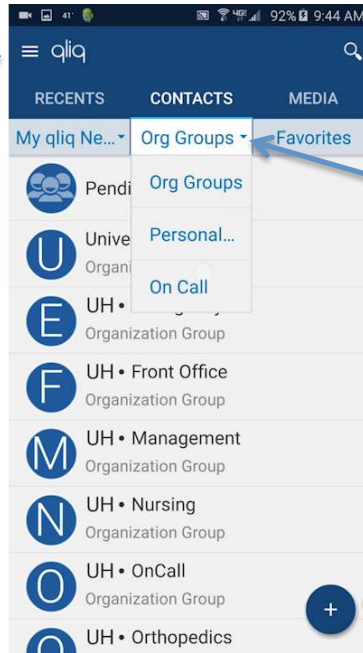 41° 4G 92% 9:44 AM
qliq
RECENTS CONTACTS MEDIA
My qliq Ne... Org Groups Favorites
Org Groups
Personal...
On Call
Pendi
U Unive
Organi
E UH •
Organization Group
F UH • Front Office
Organization Group
M UH • Management
Organization Group
N UH • Nursing
Organization Group
O UH • OnCall
Organization Group
+
O UH • Orthopedics